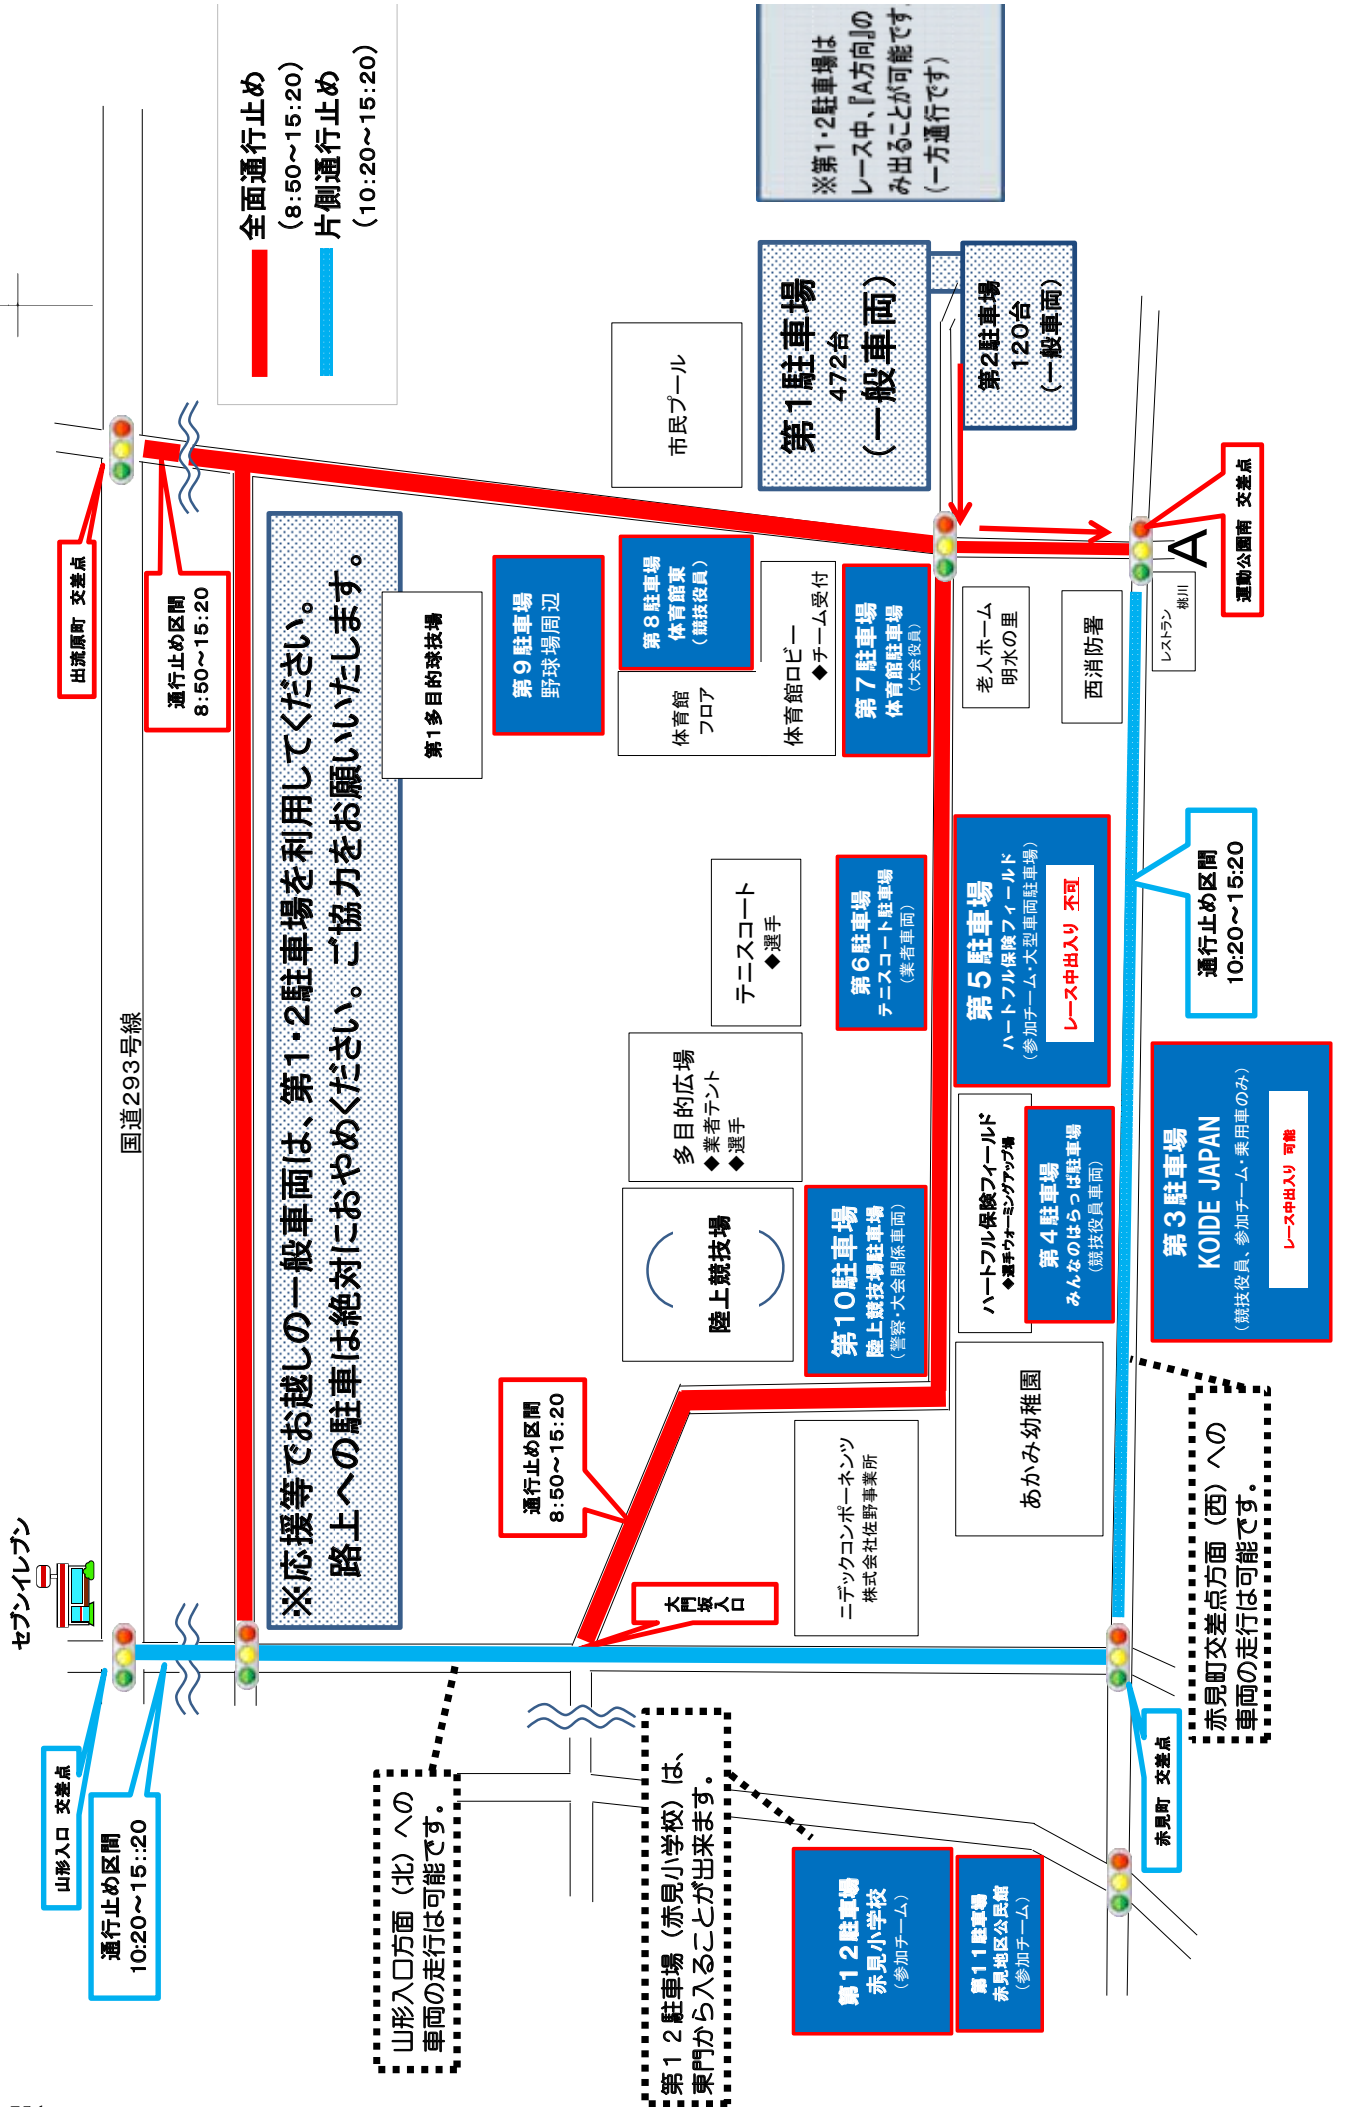 セブンイレブン
山形入口 交差点
通行止め区間
10:20~15:20
国道293号線
出流原町 交差点
通行止め区間
8:50~15:20
全面通行止め
(8:50~15:20)
片側通行止め
(10:20~15:20)
※応援等でお越しの一般車両は、第1・2駐車場を利用してください。
路上への駐車は絶対におやめください。ご協力をお願いいたします。
山形入口方面（北）への
車両の走行は可能です。
通行止め区間
8:50~15:20
大門坂入口
第1多目的球技場
第9駐車場
野球場周辺
第8駐車場
体育館東
（競技役員）
体育館
フロア
体育館ロビー
◆チーム受付
第7駐車場
体育館駐車場
（大会役員）
市民プール
第1駐車場
472台
（一般車両）
第2駐車場
120台
（一般車両）
※第1・2駐車場は
レース中、『A方向』の
み出ることが可能です
（一方通行です）
陸上競技場
多目的広場
◆業者テント
◆選手
テニスコート
◆選手
第6駐車場
テニスコート駐車場
（業者車両）
第10駐車場
陸上競技場駐車場
（警察・大会関係車両）
ニデックコンポーネンツ
株式会社佐野事業所
第12駐車場（赤見小学校）は、
東門から入ることが出来ます。
第12駐車場
赤見小学校
（参加チーム）
第11駐車場
赤見地区公民館
（参加チーム）
あかみ幼稚園
ハートフル保険フィールド
◆選手ウォーミングアップ場
第4駐車場
みんなのはらっぱ駐車場
（競技役員車両）
第5駐車場
ハートフル保険フィールド
（参加チーム・大型車両駐車場）
レース中出入り 不可
老人ホーム
明水の里
西消防署
レストラン
桃川
A
運動公園南 交差点
赤見町 交差点
赤見町交差点方面（西）への
車両の走行は可能です。
第3駐車場
KOIDE JAPAN
（競技役員、参加チーム・乗用車のみ）
レース中出入り 可能
通行止め区間
10:20~15:20